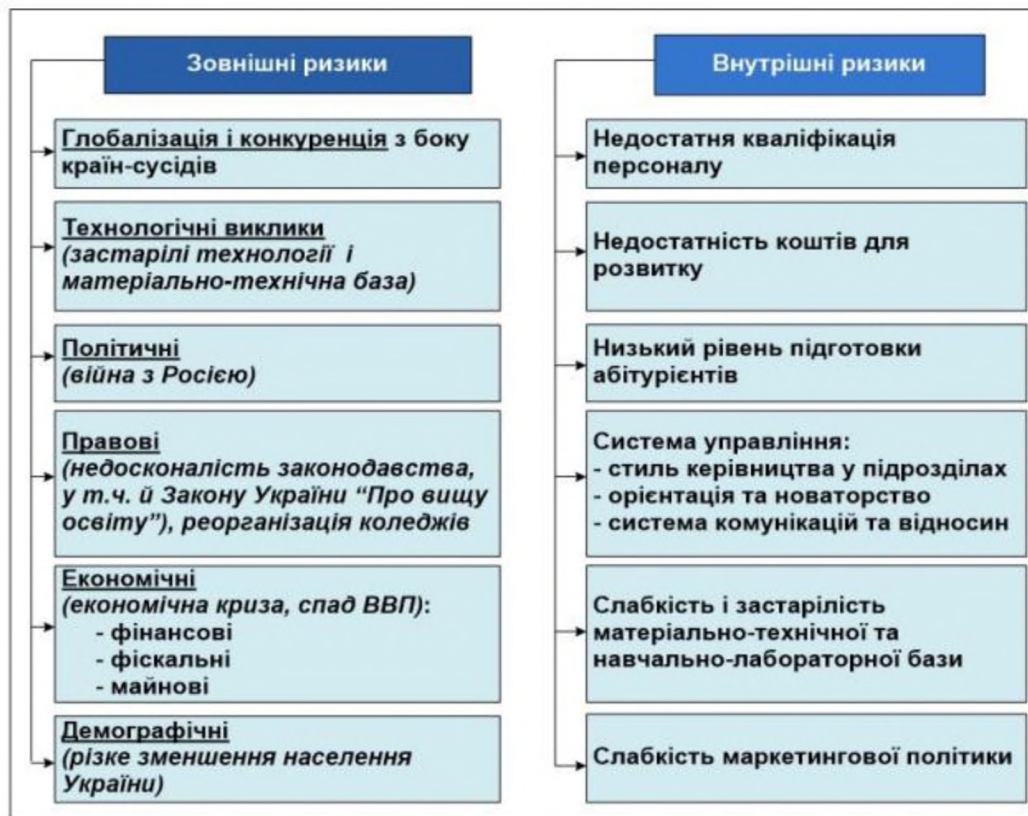 Зовнішні ризики
Глобалізація і конкуренція з боку
країн-сусідів
Технологічні виклики
(застарілі технології і
матеріально-технічна база)
Політичні
(війна з Росією)
Правові
(недосконалість законодавства,
у т.ч. й Закону України “Про вищу
освіту”), реорганізація коледжів
Економічні
(економічна криза, спад ВВП):
- фінансові
- фіскальні
- майнові
Демографічні
(різке зменшення населення
України)
Внутрішні ризики
Недостатня кваліфікація
персоналу
Недостатність коштів для
розвитку
Низький рівень підготовки
абітурієнтів
Система управління:
- стиль керівництва у підрозділах
- орієнтація та новаторство
- система комунікацій та відносин
Слабкість і застарілість
матеріально-технічної та
навчально-лабораторної бази
Слабкість маркетингової політики